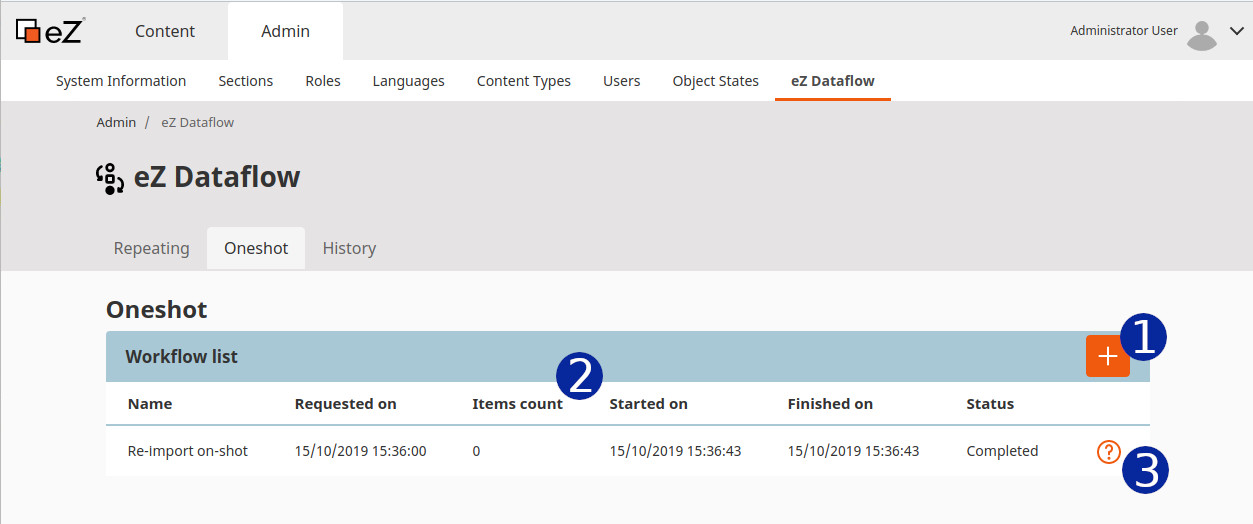 eZ Content Admin Administrator User
System Information Sections Roles Languages Content Types Users Object States eZ Dataflow
Admin / eZ Dataflow
eZ Dataflow
Repeating Oneshot History
Oneshot
Workflow list + 1
2
Name Requested on Items count Started on Finished on Status
Re-import on-shot 15/10/2019 15:36:00 0 15/10/2019 15:36:43 15/10/2019 15:36:43 Completed ?
3